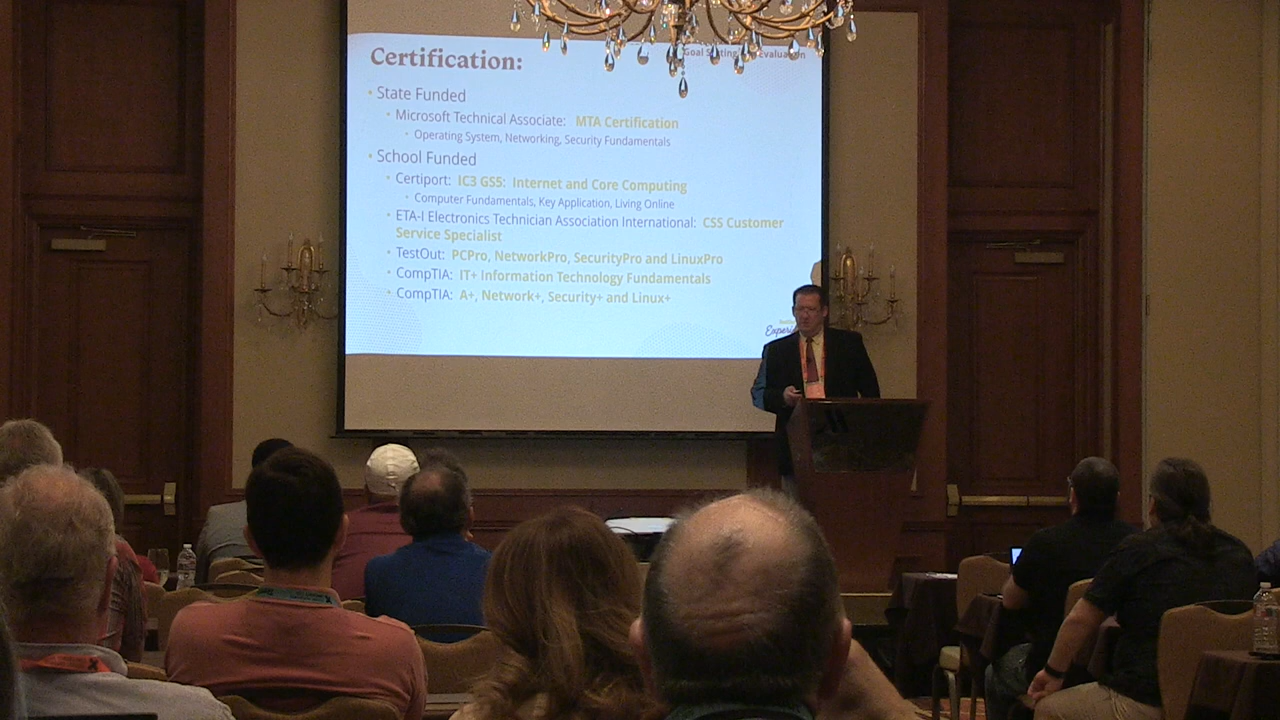 Goal Setting Evaluation
Certification:
• State Funded
• Microsoft Technical Associate: MTA Certification
• Operating System, Networking, Security Fundamentals
• School Funded
• Certiport: IC3 GS5: Internet and Core Computing
• Computer Fundamentals, Key Application, Living Online
• ETA-I Electronics Technician Association International: CSS Customer
Service Specialist
• TestOut: PCPro, NetworkPro, SecurityPro and LinuxPro
• CompTIA: IT+ Information Technology Fundamentals
• CompTIA: A+, Network+, Security+ and Linux+